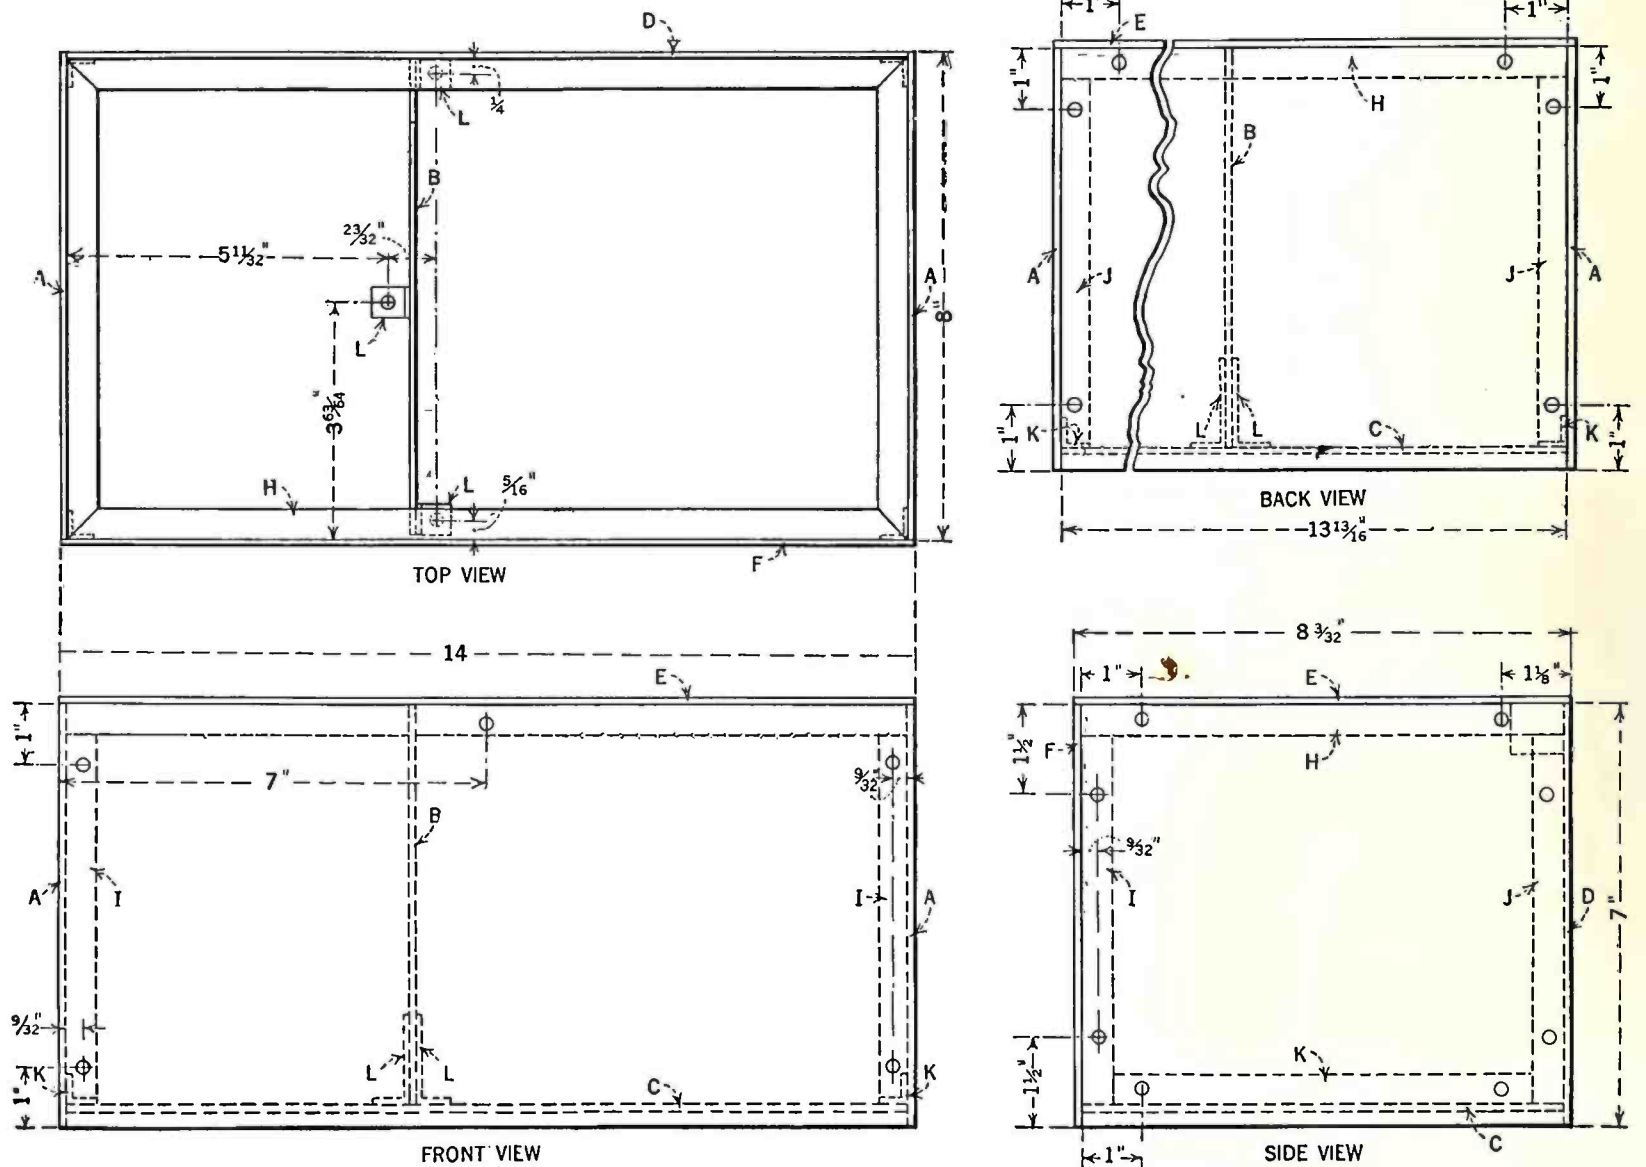 D
L
1/4
B
23/32"
5 11/32"
A
A
8"
L
3 63/64"
H
L
5/16"
F
TOP VIEW
1"
E
1"
1"
1"
H
B
A
J
J
A
1"
K
L
L
C
K
1"
BACK VIEW
13 13/16"
14
E
1"
7"
9/32"
B
A
I
I
A
9/32"
K
L
L
C
K
1"
FRONT VIEW
8 3/32"
1"
E
1 1/8"
1 1/2"
F
H
9/32"
I
J
D
7"
1 1/2"
K
C
1"
SIDE VIEW